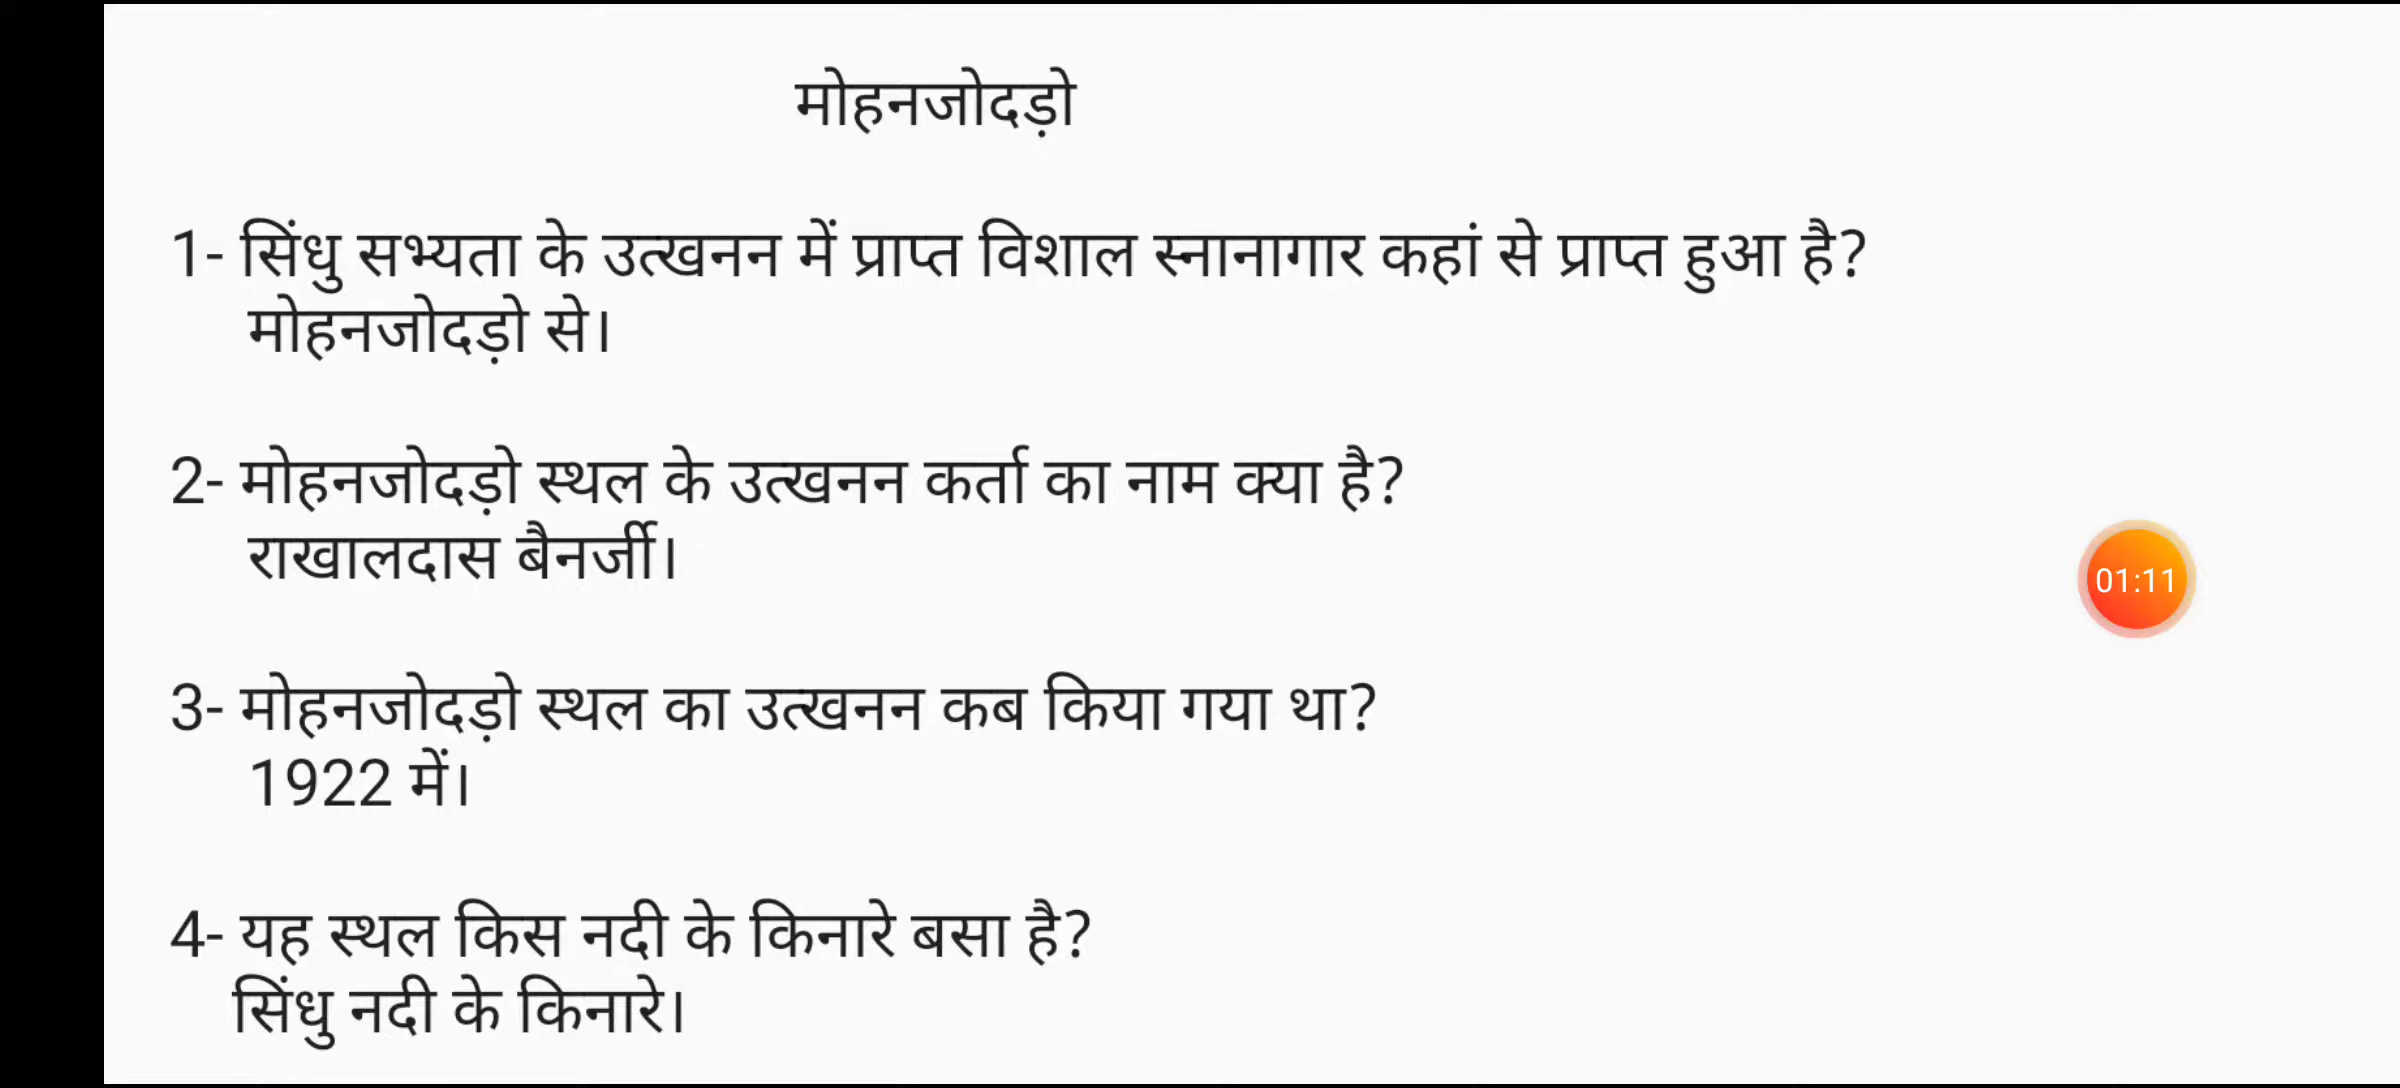 मोहनजोदड़ो
1- सिंधु सभ्यता के उत्खनन में प्राप्त विशाल स्नानागार कहां से प्राप्त हुआ है?
मोहनजोदड़ो से।
2- मोहनजोदड़ो स्थल के उत्खनन कर्ता का नाम क्या है?
राखालदास बैनर्जी।
3- मोहनजोदड़ो स्थल का उत्खनन कब किया गया था?
1922 में।
01:11
4- यह स्थल किस नदी के किनारे बसा है?
सिंधु नदी के किनारे।